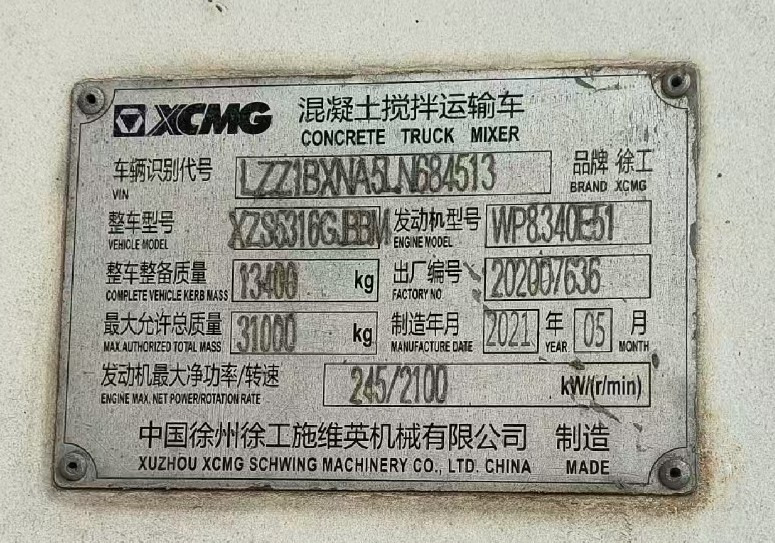 XCMG 混凝土搅拌运输车
CONCRETE TRUCK MIXER
车辆识别代号 LZZ1BXNA5LN684513 品牌 徐工
VIN BRAND XCMG
整车型号 XZS5316GJBBM 发动机型号 WP8.340E51
VEHICLE MODEL ENGINE MODEL
整车整备质量 13400 kg 出厂编号 2020D7636
COMPLETE VEHICLE KERB MASS FACTORY NO.
最大允许总质量 31000 kg 制造年月 2021 年 05 月
MAX.AUTHORIZED TOTAL MASS MANUFACTURE DATE YEAR MONTH
发动机最大净功率/转速 245/2100 kW/(r/min)
ENGINE MAX. NET POWER/ROTATION RATE
中国徐州徐工施维英机械有限公司 制造
XUZHOU XCMG SCHWING MACHINERY CO., LTD. CHINA MADE